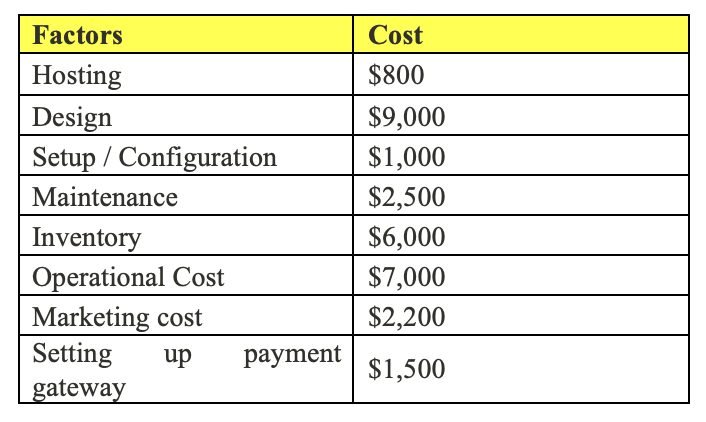 Factors Cost
Hosting $800
Design $9,000
Setup / Configuration $1,000
Maintenance $2,500
Inventory $6,000
Operational Cost $7,000
Marketing cost $2,200
Setting up payment
gateway
$1,500